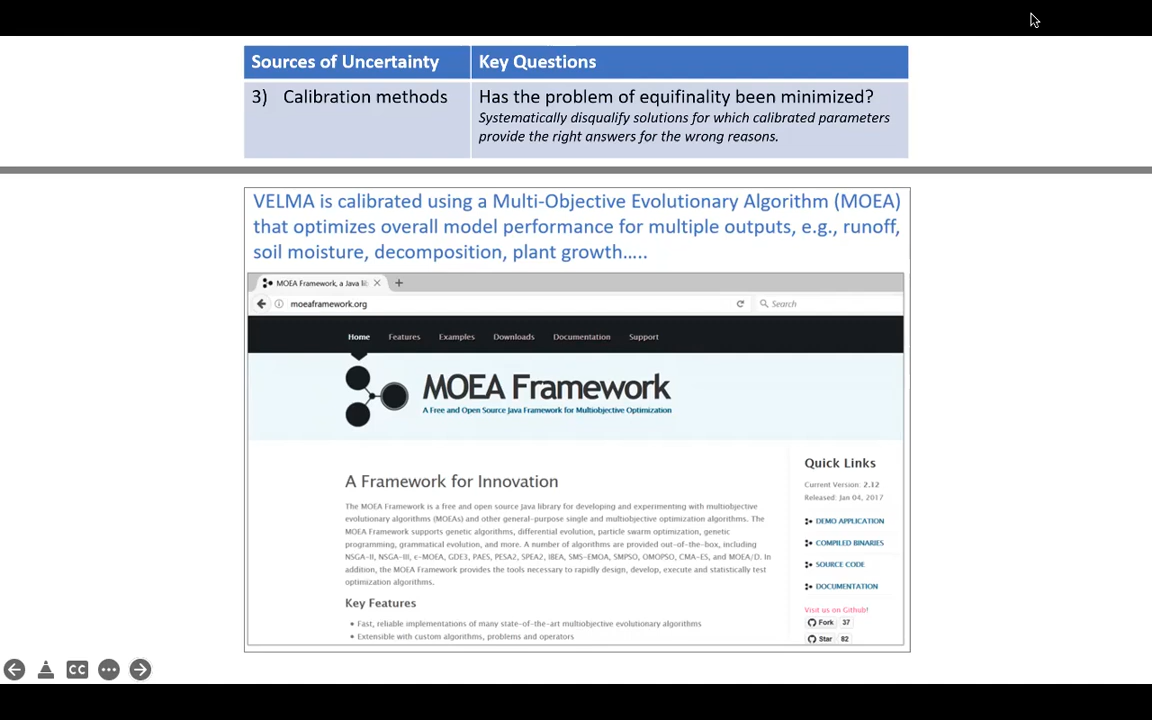 Sources of Uncertainty
Key Questions
3) Calibration methods
Has the problem of equifinality been minimized?
Systematically disqualify solutions for which calibrated parameters
provide the right answers for the wrong reasons.
VELMA is calibrated using a Multi-Objective Evolutionary Algorithm (MOEA)
that optimizes overall model performance for multiple outputs, e.g., runoff,
soil moisture, decomposition, plant growth…..
MOEA Framework, a Java lib
moeaframework.org
Search
Home Features Examples Downloads Documentation Support
MOEA Framework
A Free and Open Source Java Framework for Multiobjective Optimization
A Framework for Innovation
The MOEA Framework is a free and open source Java library for developing and experimenting with multiobjective
evolutionary algorithms (MOEAs) and other general-purpose single and multiobjective optimization algorithms. The
MOEA Framework supports genetic algorithms, differential evolution, particle swarm optimization, genetic
programming, grammatical evolution, and more. A number of algorithms are provided out-of-the-box, including
NSGA-II, NSGA-III, ε-MOEA, GDE3, PAES, PESA2, SPEA2, IBEA, SMS-EMOA, SMPSO, OMOPSO, CMA-ES, and MOEA/D. In
addition, the MOEA Framework provides the tools necessary to rapidly design, develop, execute and statistically test
optimization algorithms.
Key Features
• Fast, reliable implementations of many state-of-the-art multiobjective evolutionary algorithms
• Extensible with custom algorithms, problems and operators
Quick Links
Current Version: 2.12
Released: Jan 04, 2017
DEMO APPLICATION
COMPILED BINARIES
SOURCE CODE
DOCUMENTATION
Visit us on Github!
Fork 37
Star 82
CC